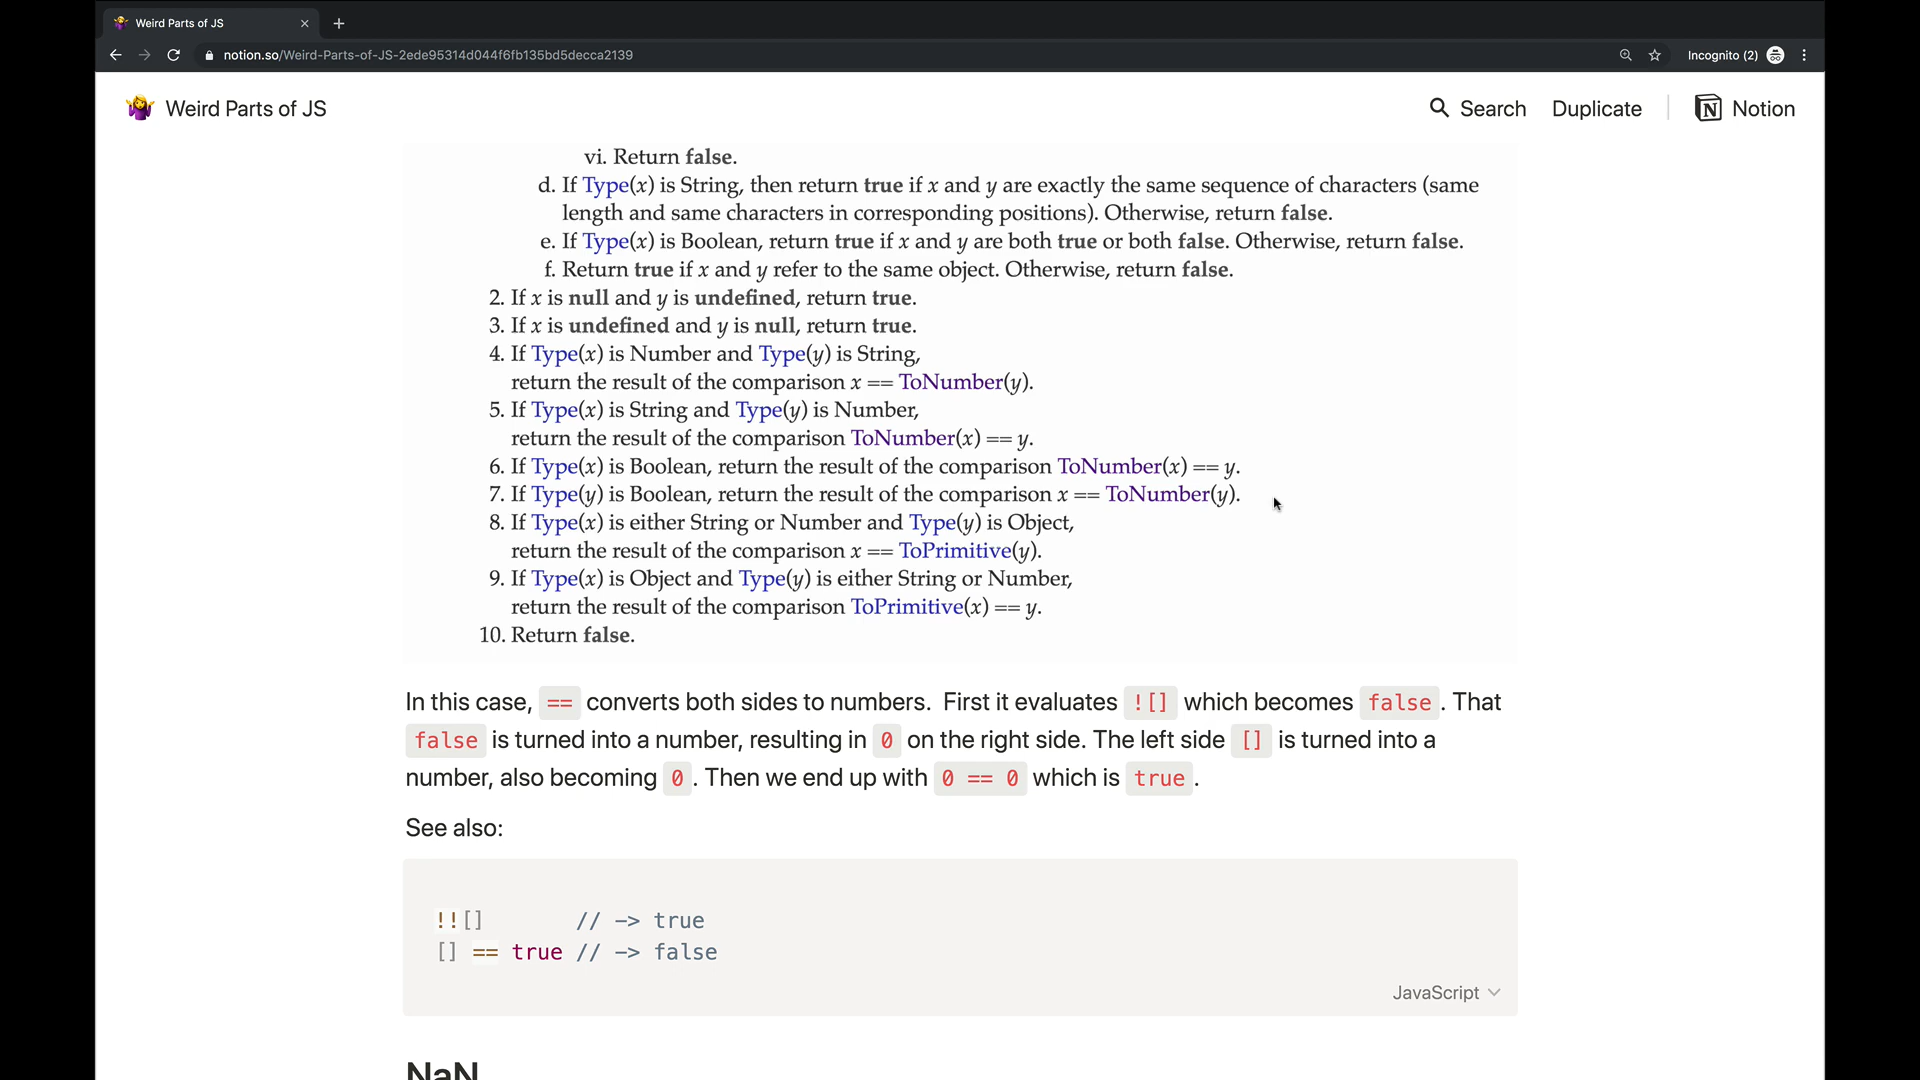 Weird Parts of JS
notion.so/Weird-Parts-of-JS-2ede95314d044f6fb135bd5decca2139
Incognito (2)
Weird Parts of JS
Search Duplicate Notion
vi. Return false.
d. If Type(x) is String, then return true if x and y are exactly the same sequence of characters (same
length and same characters in corresponding positions). Otherwise, return false.
e. If Type(x) is Boolean, return true if x and y are both true or both false. Otherwise, return false.
f. Return true if x and y refer to the same object. Otherwise, return false.
2. If x is null and y is undefined, return true.
3. If x is undefined and y is null, return true.
4. If Type(x) is Number and Type(y) is String,
return the result of the comparison x == ToNumber(y).
5. If Type(x) is String and Type(y) is Number,
return the result of the comparison ToNumber(x) == y.
6. If Type(x) is Boolean, return the result of the comparison ToNumber(x) == y.
7. If Type(y) is Boolean, return the result of the comparison x == ToNumber(y).
8. If Type(x) is either String or Number and Type(y) is Object,
return the result of the comparison x == ToPrimitive(y).
9. If Type(x) is Object and Type(y) is either String or Number,
return the result of the comparison ToPrimitive(x) == y.
10. Return false.
In this case, == converts both sides to numbers. First it evaluates ![] which becomes false. That
false is turned into a number, resulting in 0 on the right side. The left side [] is turned into a
number, also becoming 0. Then we end up with 0 == 0 which is true.
See also:
!![] // -> true
[] == true // -> false
JavaScript
NaN